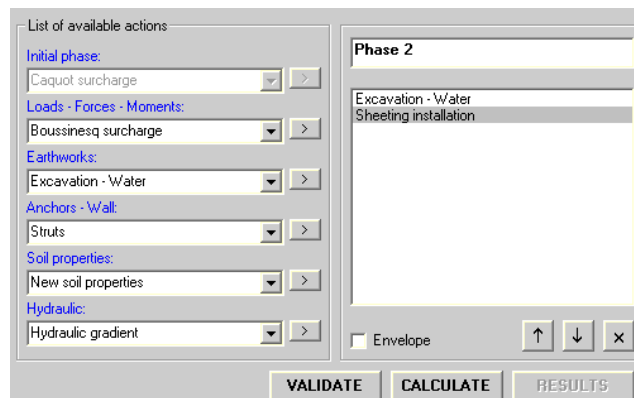 List of available actions
Initial phase:
Caquot surcharge
>
Loads - Forces - Moments:
Boussinesq surcharge
>
Earthworks:
Excavation - Water
>
Anchors - Wall:
Struts
>
Soil properties:
New soil properties
>
Hydraulic:
Hydraulic gradient
>
Phase 2
Excavation - Water
Sheeting installation
Envelope
↑ ↓ ×
VALIDATE CALCULATE RESULTS